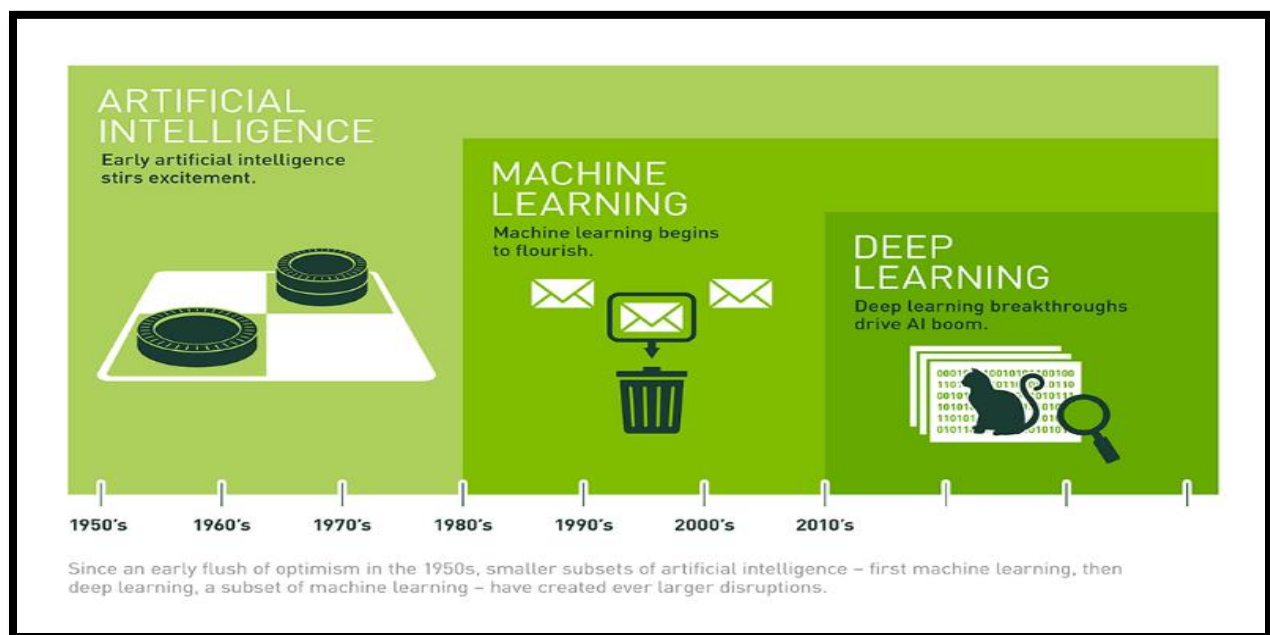 ARTIFICIAL
INTELLIGENCE
Early artificial intelligence
stirs excitement.
MACHINE
LEARNING
Machine learning begins
to flourish.
DEEP
LEARNING
Deep learning breakthroughs
drive AI boom.
1950's 1960's 1970's 1980's 1990's 2000's 2010's
Since an early flush of optimism in the 1950s, smaller subsets of artificial intelligence – first machine learning, then
deep learning, a subset of machine learning – have created ever larger disruptions.